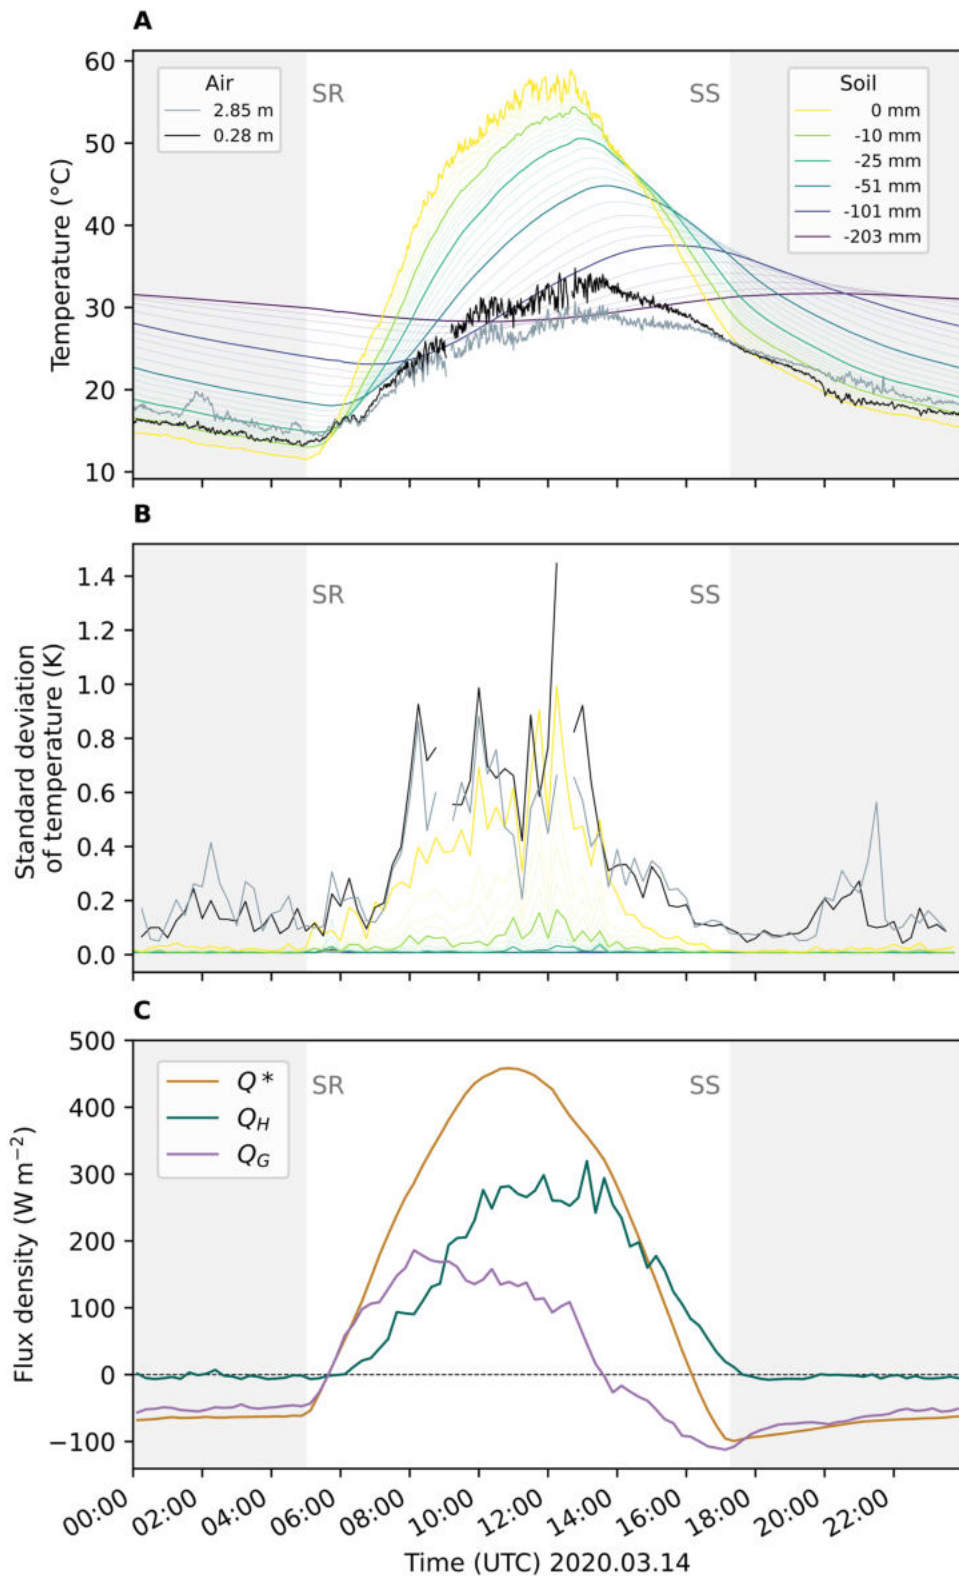 A
60
50
40
30
20
10
Temperature (°C)
Air
2.85 m
0.28 m
SR
SS
Soil
0 mm
-10 mm
-25 mm
-51 mm
-101 mm
-203 mm
B
1.4
1.2
1.0
0.8
0.6
0.4
0.2
0.0
Standard deviation
of temperature (K)
SR
SS
C
500
400
300
200
100
0
−100
Flux density (W m−2)
Q*
QH
QG
SR
SS
00:00
02:00
04:00
06:00
08:00
10:00
12:00
14:00
16:00
18:00
20:00
22:00
Time (UTC) 2020.03.14